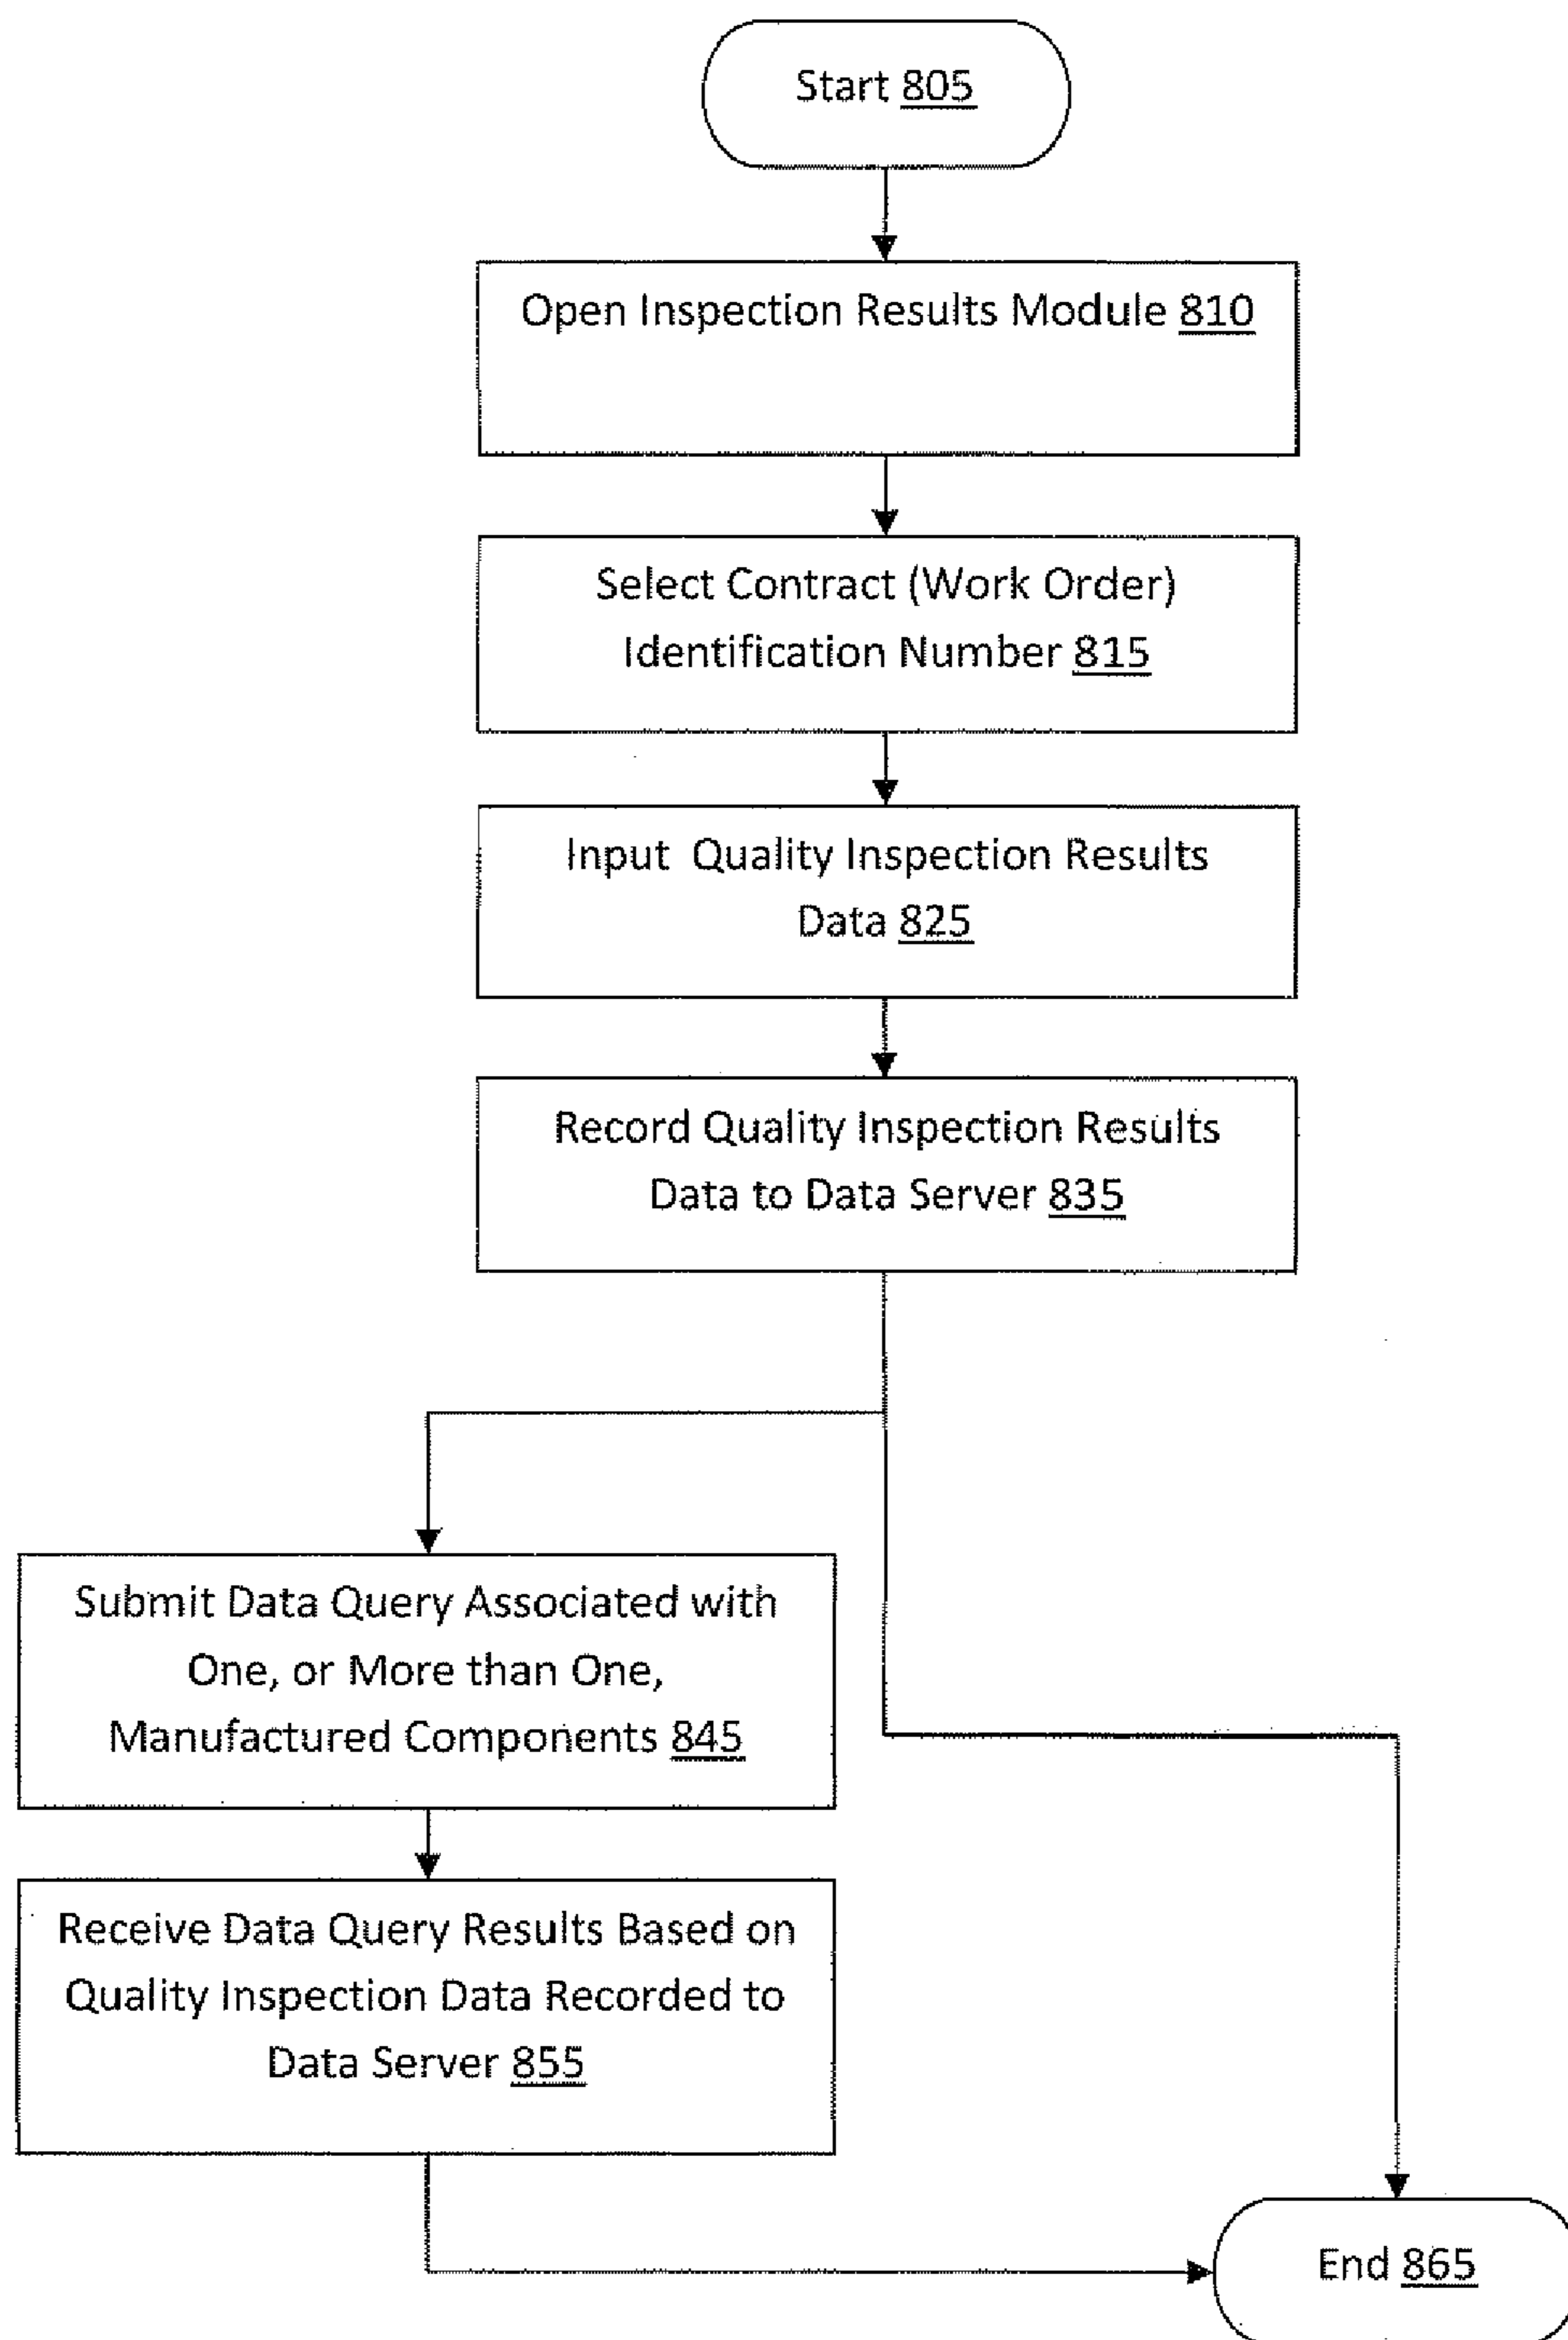 Start 805
Open Inspection Results Module 810
Select Contract (Work Order)
Identification Number 815
Input Quality Inspection Results
Data 825
Record Quality Inspection Results
Data to Data Server 835
Submit Data Query Associated with
One, or More than One,
Manufactured Components 845
Receive Data Query Results Based on
Quality Inspection Data Recorded to
Data Server 855
End 865